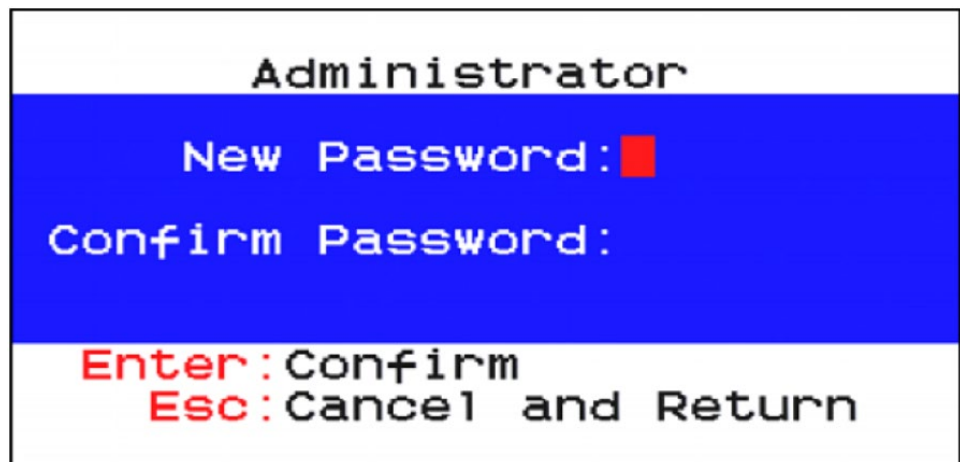 Administrator
New Password:
Confirm Password:
Enter:Confirm
Esc:Cancel and Return